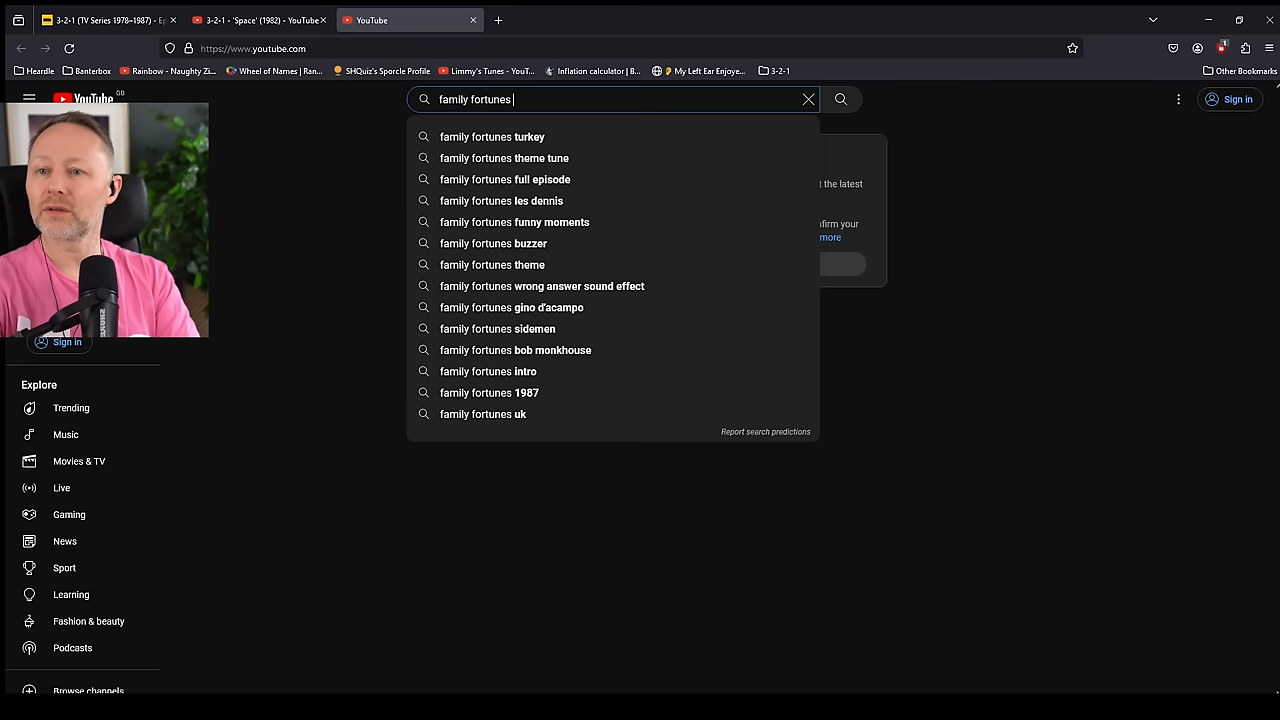 3-2-1 (TV Series 1978–1987) - Ep
3-2-1 - 'Space' (1982) - YouTube
YouTube
https://www.youtube.com
1
Heardle
Banterbox
Rainbow - Naughty Zi...
Wheel of Names | Ran...
SHQuiz's Sporcle Profile
Limmy's Tunes - YouT...
Inflation calculator | B...
My Left Ear Enjoye...
3-2-1
Other Bookmarks
YouTube GB
family fortunes
Sign in
family fortunes turkey
family fortunes theme tune
family fortunes full episode
family fortunes les dennis
family fortunes funny moments
family fortunes buzzer
family fortunes theme
family fortunes wrong answer sound effect
family fortunes gino d'acampo
family fortunes sidemen
family fortunes bob monkhouse
family fortunes intro
family fortunes 1987
family fortunes uk
Report search predictions
t the latest
nfirm your
more
Sign in
Explore
Trending
Music
Movies & TV
Live
Gaming
News
Sport
Learning
Fashion & beauty
Podcasts
Browse channels